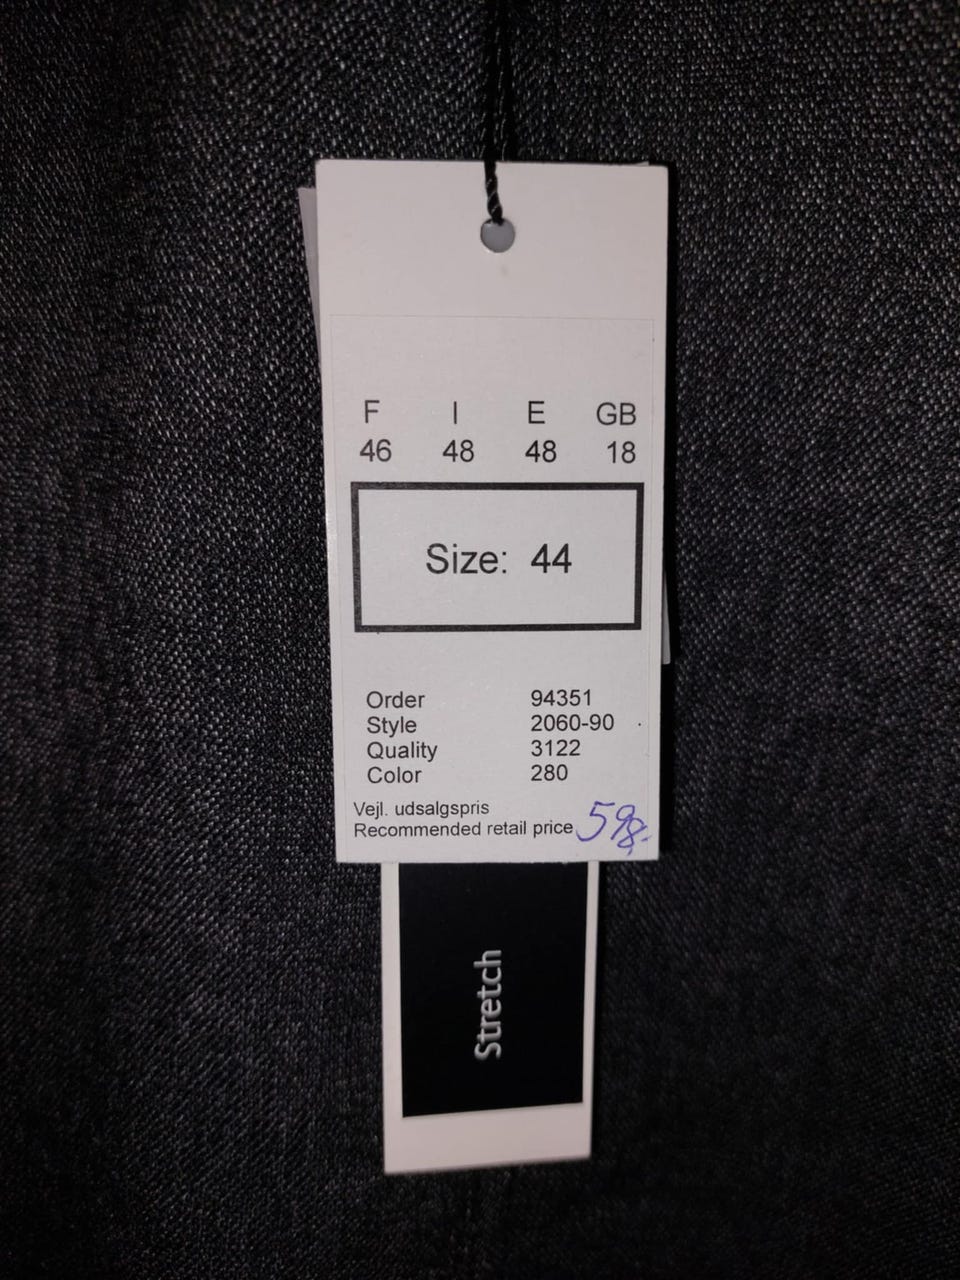 F I E GB
46 48 48 18
Size: 44
Order 94351
Style 2060-90
Quality 3122
Color 280
Vejl. udsalgspris
Recommended retail price 598,-
Stretch